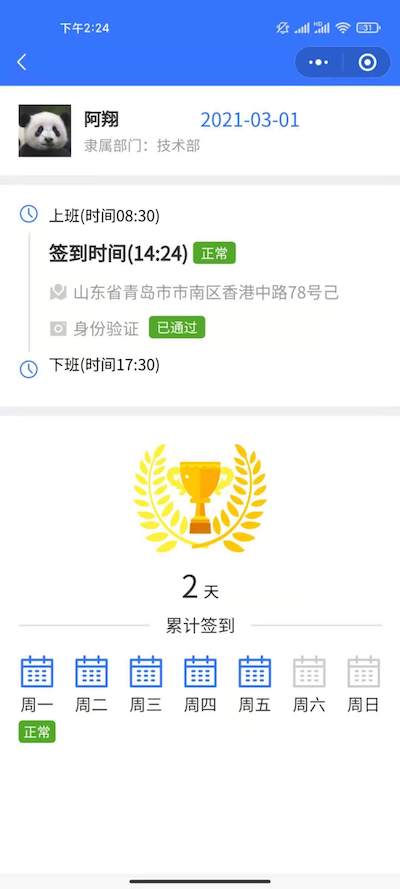 下午2:24
HD
31
阿翔
2021-03-01
隶属部门：技术部
上班(时间08:30)
签到时间(14:24) 正常
山东省青岛市市南区香港中路78号己
身份验证 已通过
下班(时间17:30)
2 天
累计签到
周一 周二 周三 周四 周五 周六 周日
正常